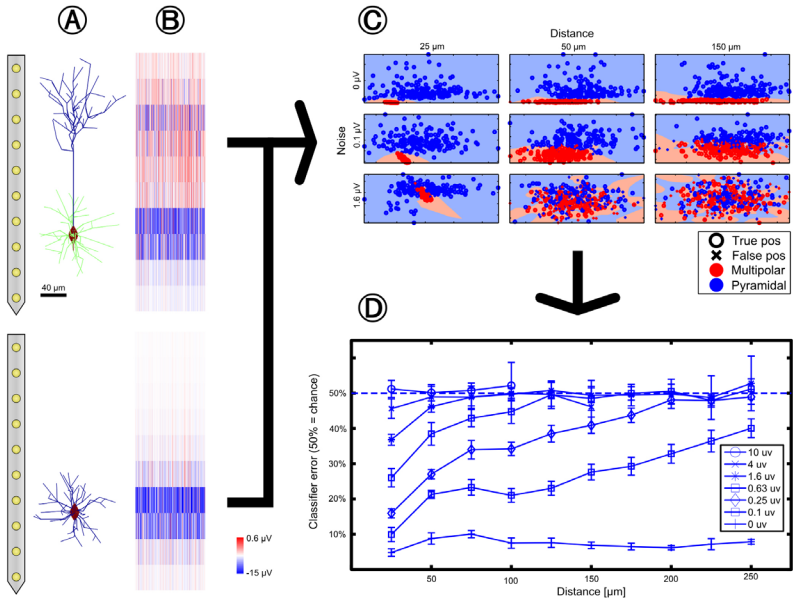 A
B
C
Distance
25 µm
50 µm
150 µm
Noise
0 µV
0.1 µV
1.6 µV
True pos
False pos
Multipolar
Pyramidal
40 µm
0.6 µV
-15 µV
D
Classifier error (50% = chance)
50%
40%
30%
20%
10%
10 uv
4 uv
1.6 uv
0.63 uv
0.25 uv
0.1 uv
0 uv
50
100
150
200
250
Distance [µm]